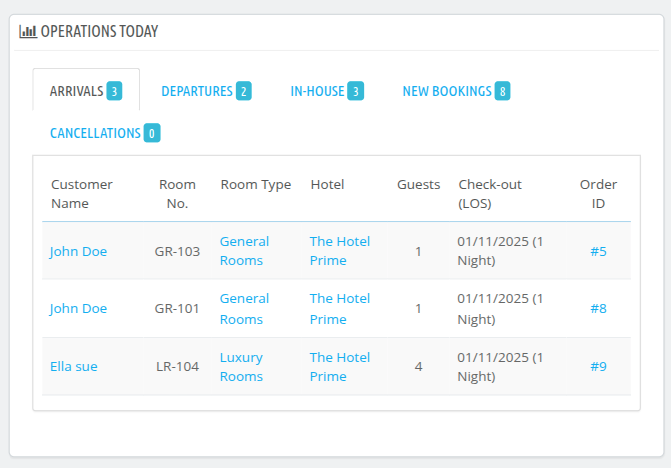 OPERATIONS TODAY
ARRIVALS 3 DEPARTURES 2 IN-HOUSE 3 NEW BOOKINGS 8
CANCELLATIONS 0
Customer Name Room No. Room Type Hotel Guests Check-out (LOS) Order ID
John Doe GR-103 General Rooms The Hotel Prime 1 01/11/2025 (1 Night) #5
John Doe GR-101 General Rooms The Hotel Prime 1 01/11/2025 (1 Night) #8
Ella sue LR-104 Luxury Rooms The Hotel Prime 4 01/11/2025 (1 Night) #9